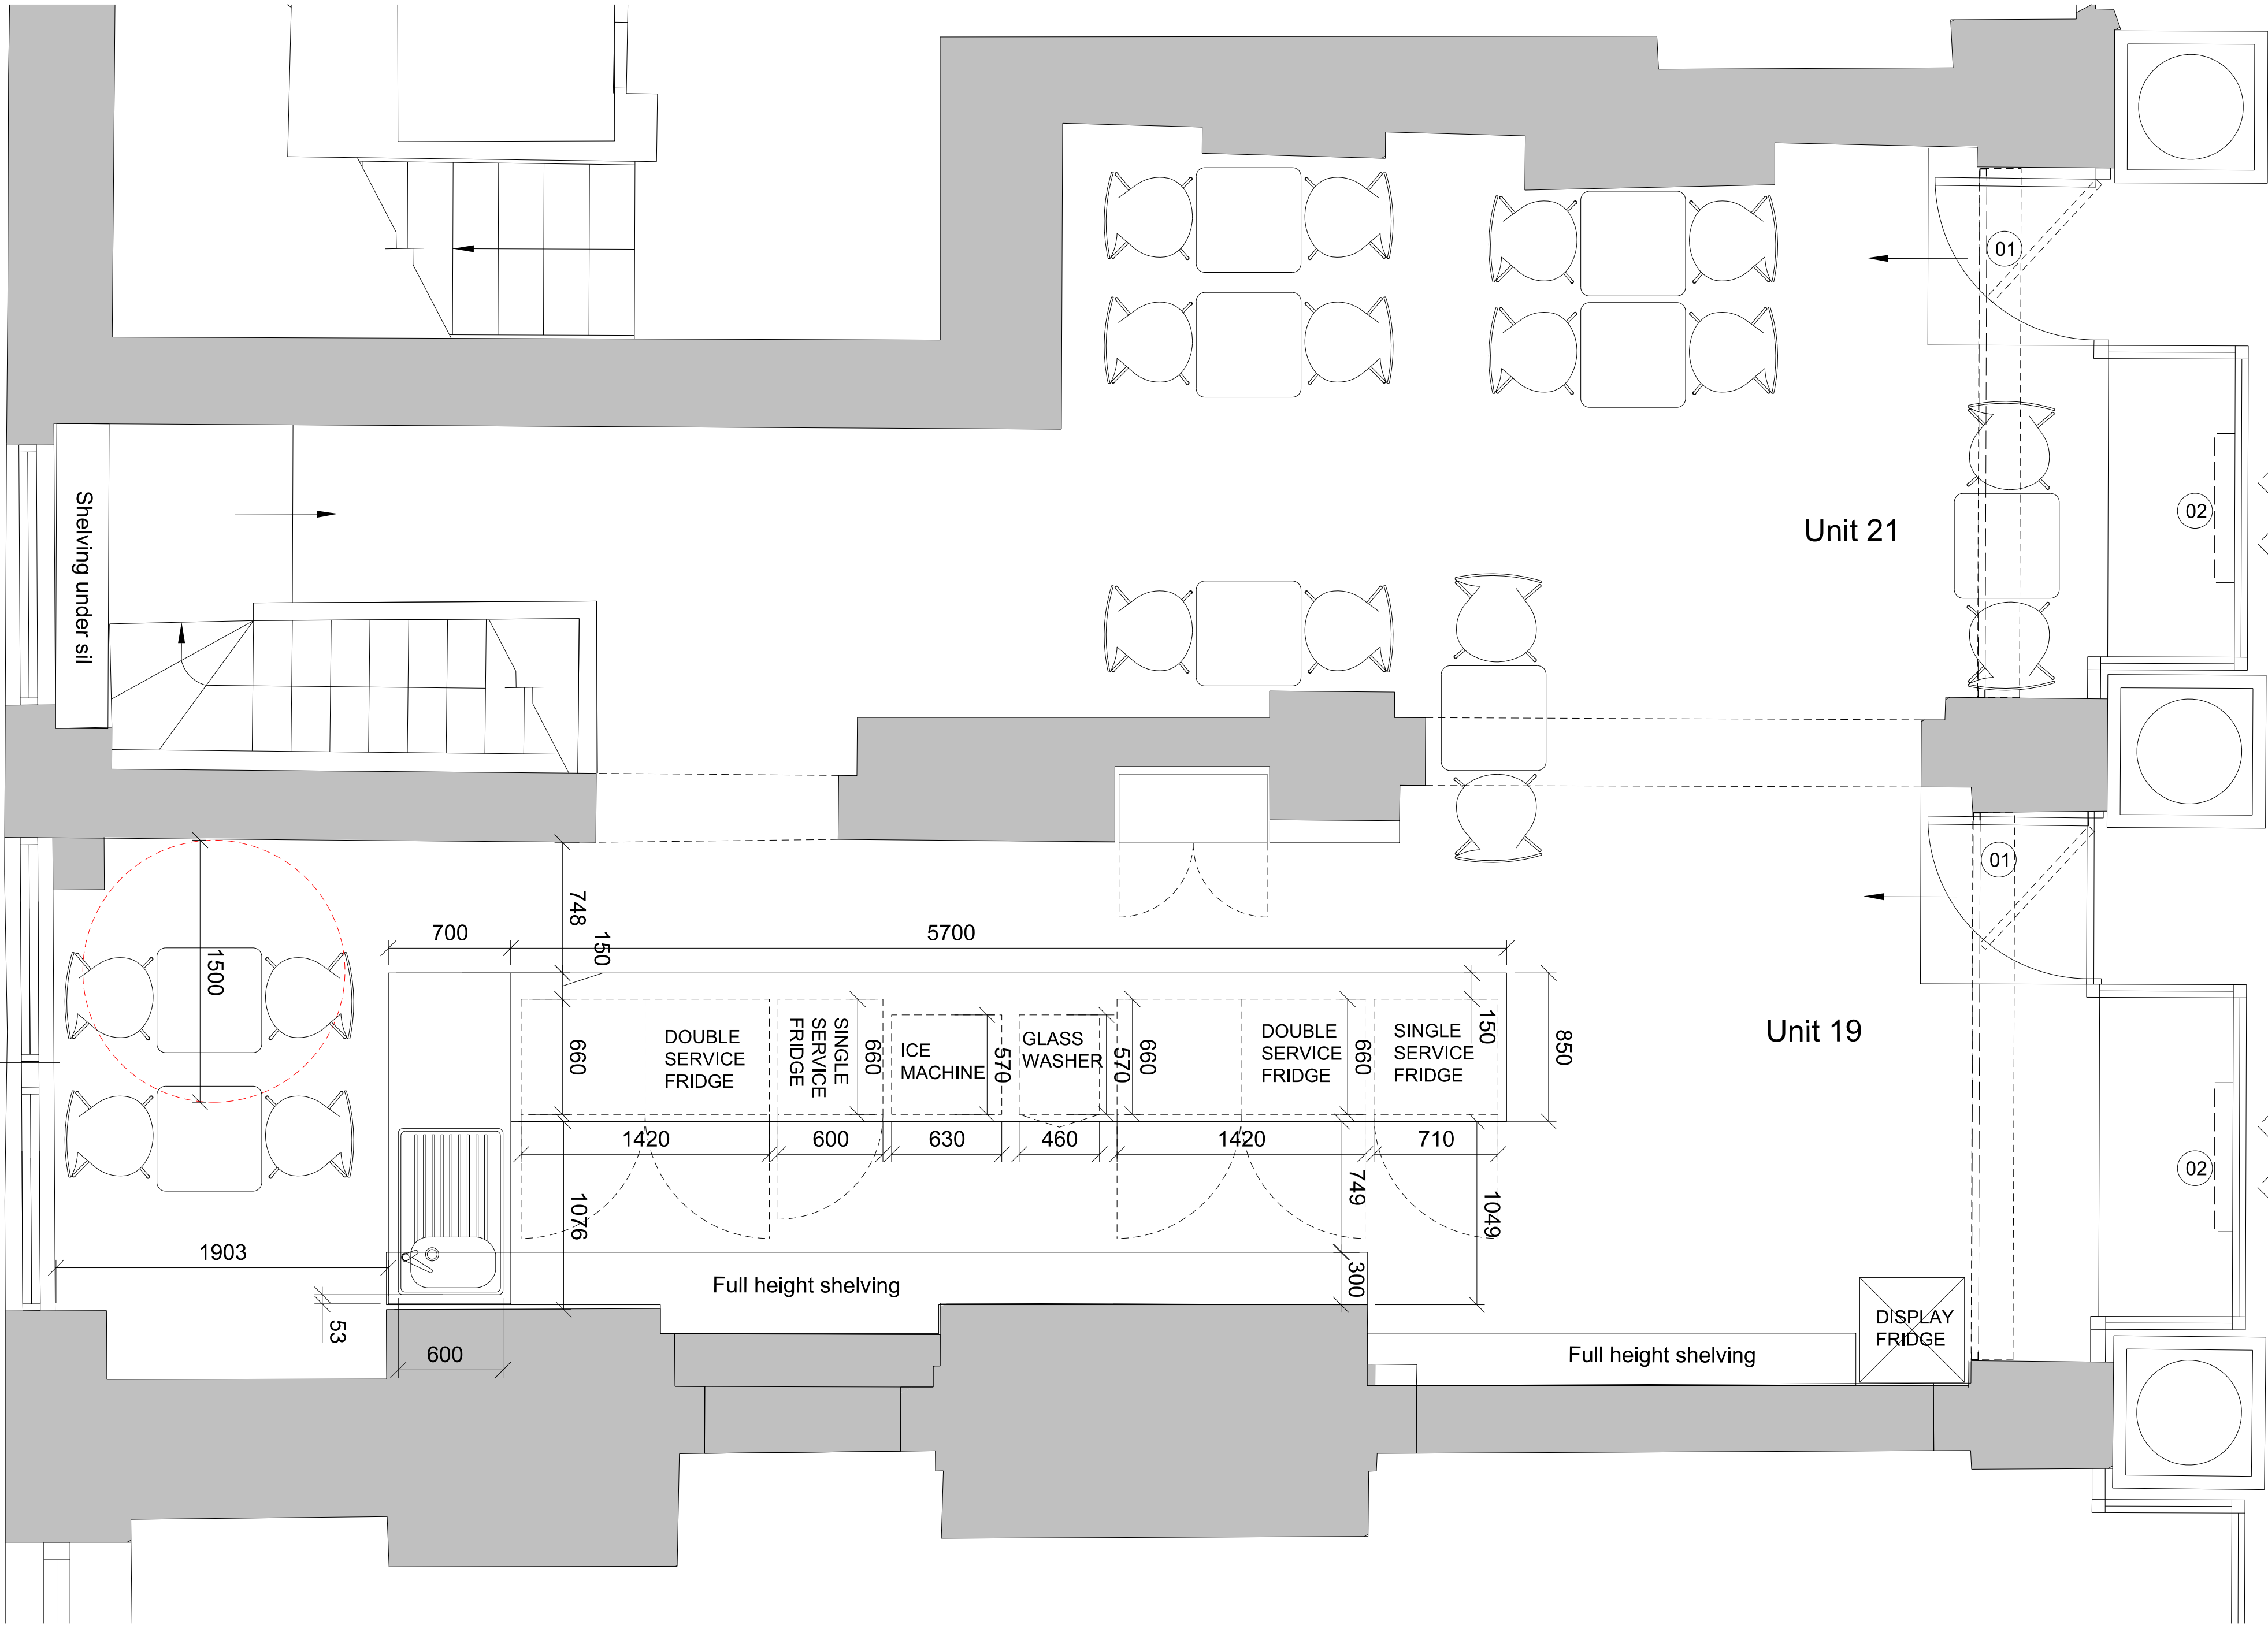 01
Unit 21
02
Shelving under sil
01
748
150
700
5700
1500
Unit 19
DOUBLE
SERVICE
FRIDGE
660
SINGLE
SERVICE
FRIDGE
660
ICE
MACHINE
570
GLASS
WASHER
570
660
DOUBLE
SERVICE
FRIDGE
660
SINGLE
SERVICE
FRIDGE
150
850
1420
600
630
460
1420
710
02
1076
749
1049
1903
Full height shelving
300
53
600
DISPLAY
FRIDGE
Full height shelving